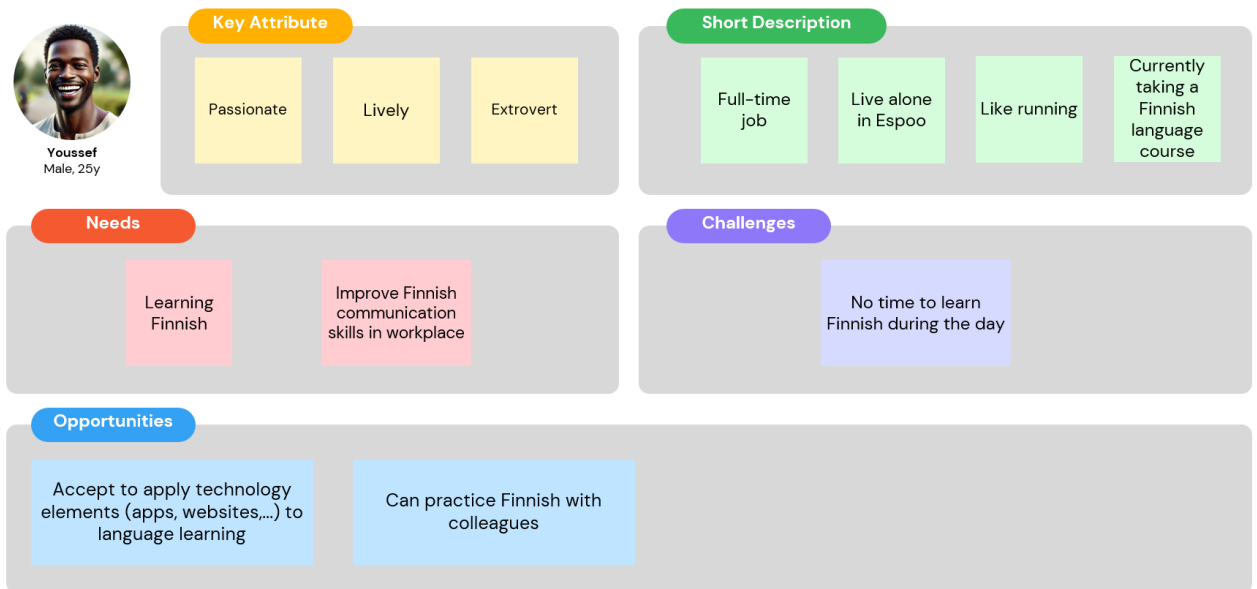 Key Attribute
Short Description
Passionate
Lively
Extrovert
Full-time
job
Live alone
in Espoo
Like running
Currently
taking a
Finnish
language
course
Youssef
Male, 25y
Needs
Challenges
Learning
Finnish
Improve Finnish
communication
skills in workplace
No time to learn
Finnish during the day
Opportunities
Accept to apply technology
elements (apps, websites,...) to
language learning
Can practice Finnish with
colleagues